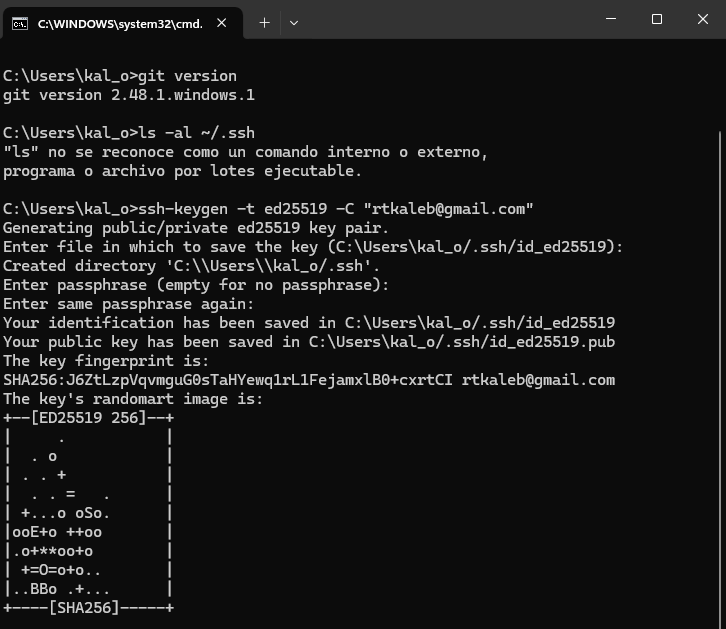 C:\WINDOWS\system32\cmd.
C:\Users\kal_o>git version
git version 2.48.1.windows.1
C:\Users\kal_o>ls -al ~/.ssh
"ls" no se reconoce como un comando interno o externo,
programa o archivo por lotes ejecutable.
C:\Users\kal_o>ssh-keygen -t ed25519 -C "rtkaleb@gmail.com"
Generating public/private ed25519 key pair.
Enter file in which to save the key (C:\Users\kal_o/.ssh/id_ed25519):
Created directory 'C:\\Users\\kal_o/.ssh'.
Enter passphrase (empty for no passphrase):
Enter same passphrase again:
Your identification has been saved in C:\Users\kal_o/.ssh/id_ed25519
Your public key has been saved in C:\Users\kal_o/.ssh/id_ed25519.pub
The key fingerprint is:
SHA256:J6ZtLzpVqvmguG0sTaHYewq1rL1FejamxlB0+cxrtCI rtkaleb@gmail.com
The key's randomart image is:
+--[ED25519 256]--+
|     .           |
|  . o            |
| . . +           |
|  . . =   .      |
| +...o oSo.      |
|ooE+o ++oo       |
|.o+**oo+o        |
| +=O=o+o..       |
|..BBo .+...      |
+----[SHA256]-----+